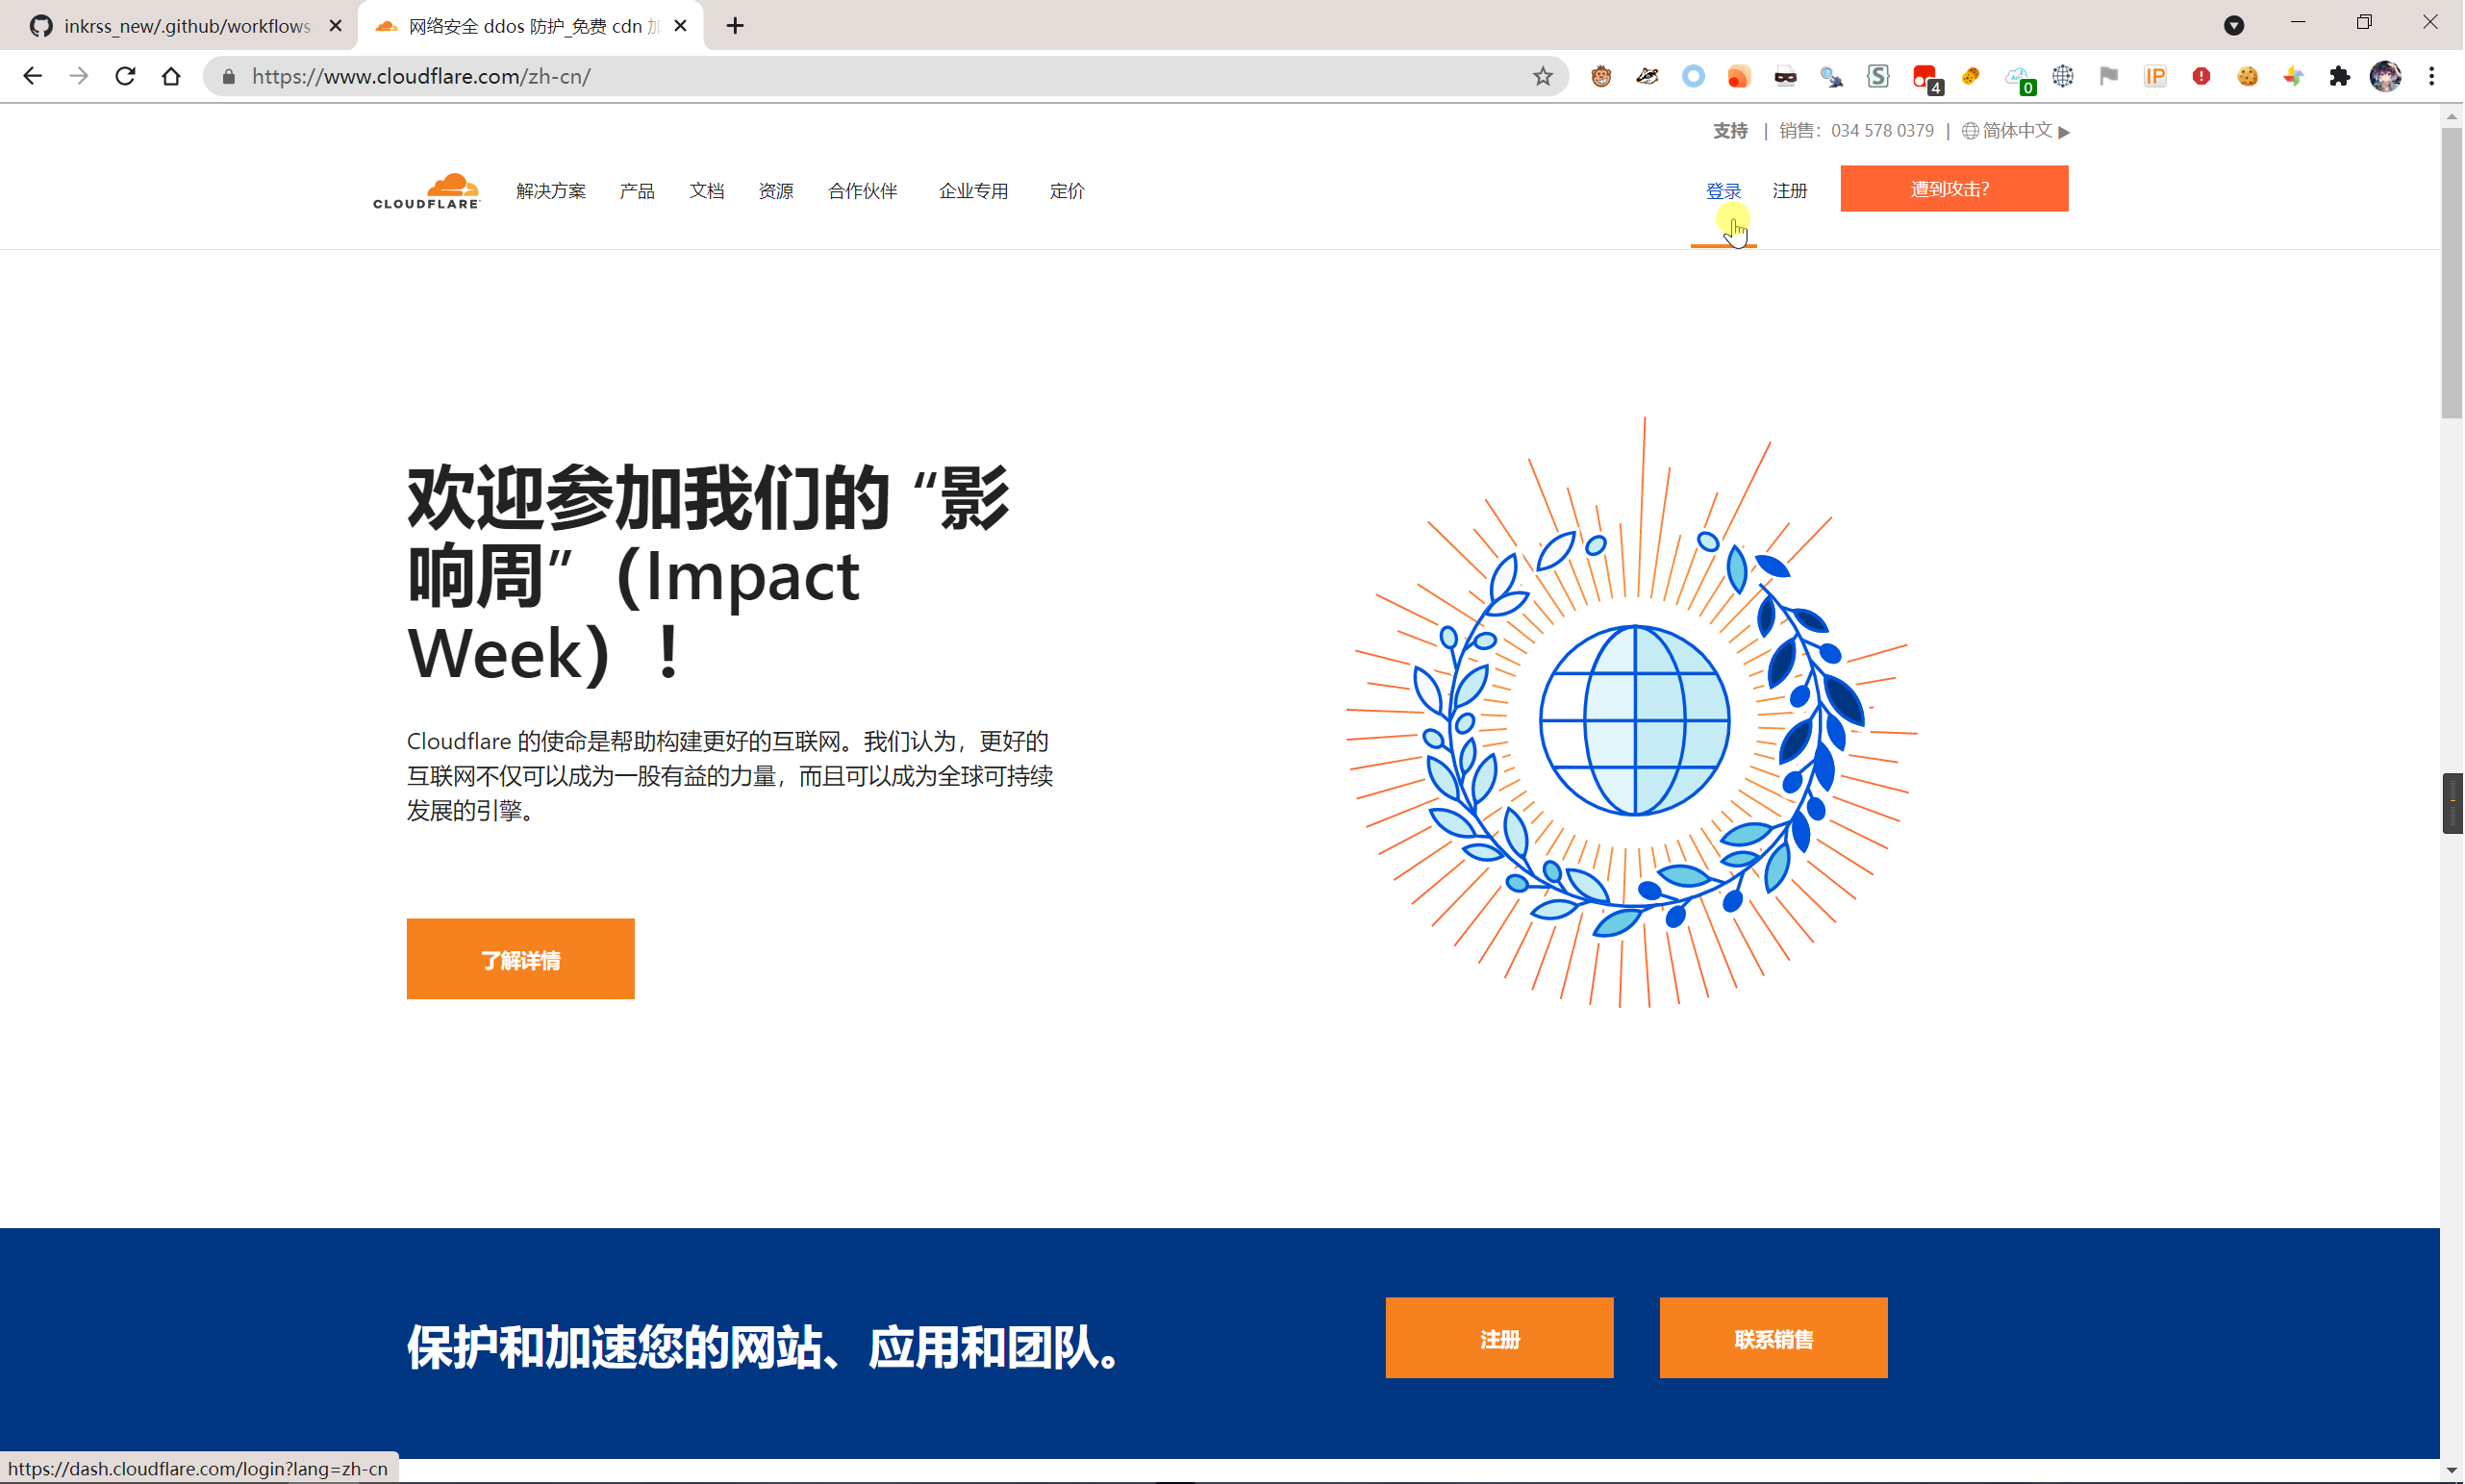 inkrss_new/.github/workflows
网络安全 ddos 防护_免费 cdn
https://www.cloudflare.com/zh-cn/
4
0
IP
支持 | 销售：034 578 0379 | 简体中文 ▶
CLOUDFLARE
解决方案 产品 文档 资源 合作伙伴 企业专用 定价
登录 注册 遭到攻击？
欢迎参加我们的 “影
响周”（Impact
Week）！
Cloudflare 的使命是帮助构建更好的互联网。我们认为，更好的
互联网不仅可以成为一股有益的力量，而且可以成为全球可持续
发展的引擎。
了解详情
保护和加速您的网站、应用和团队。
注册 联系销售
https://dash.cloudflare.com/login?lang=zh-cn